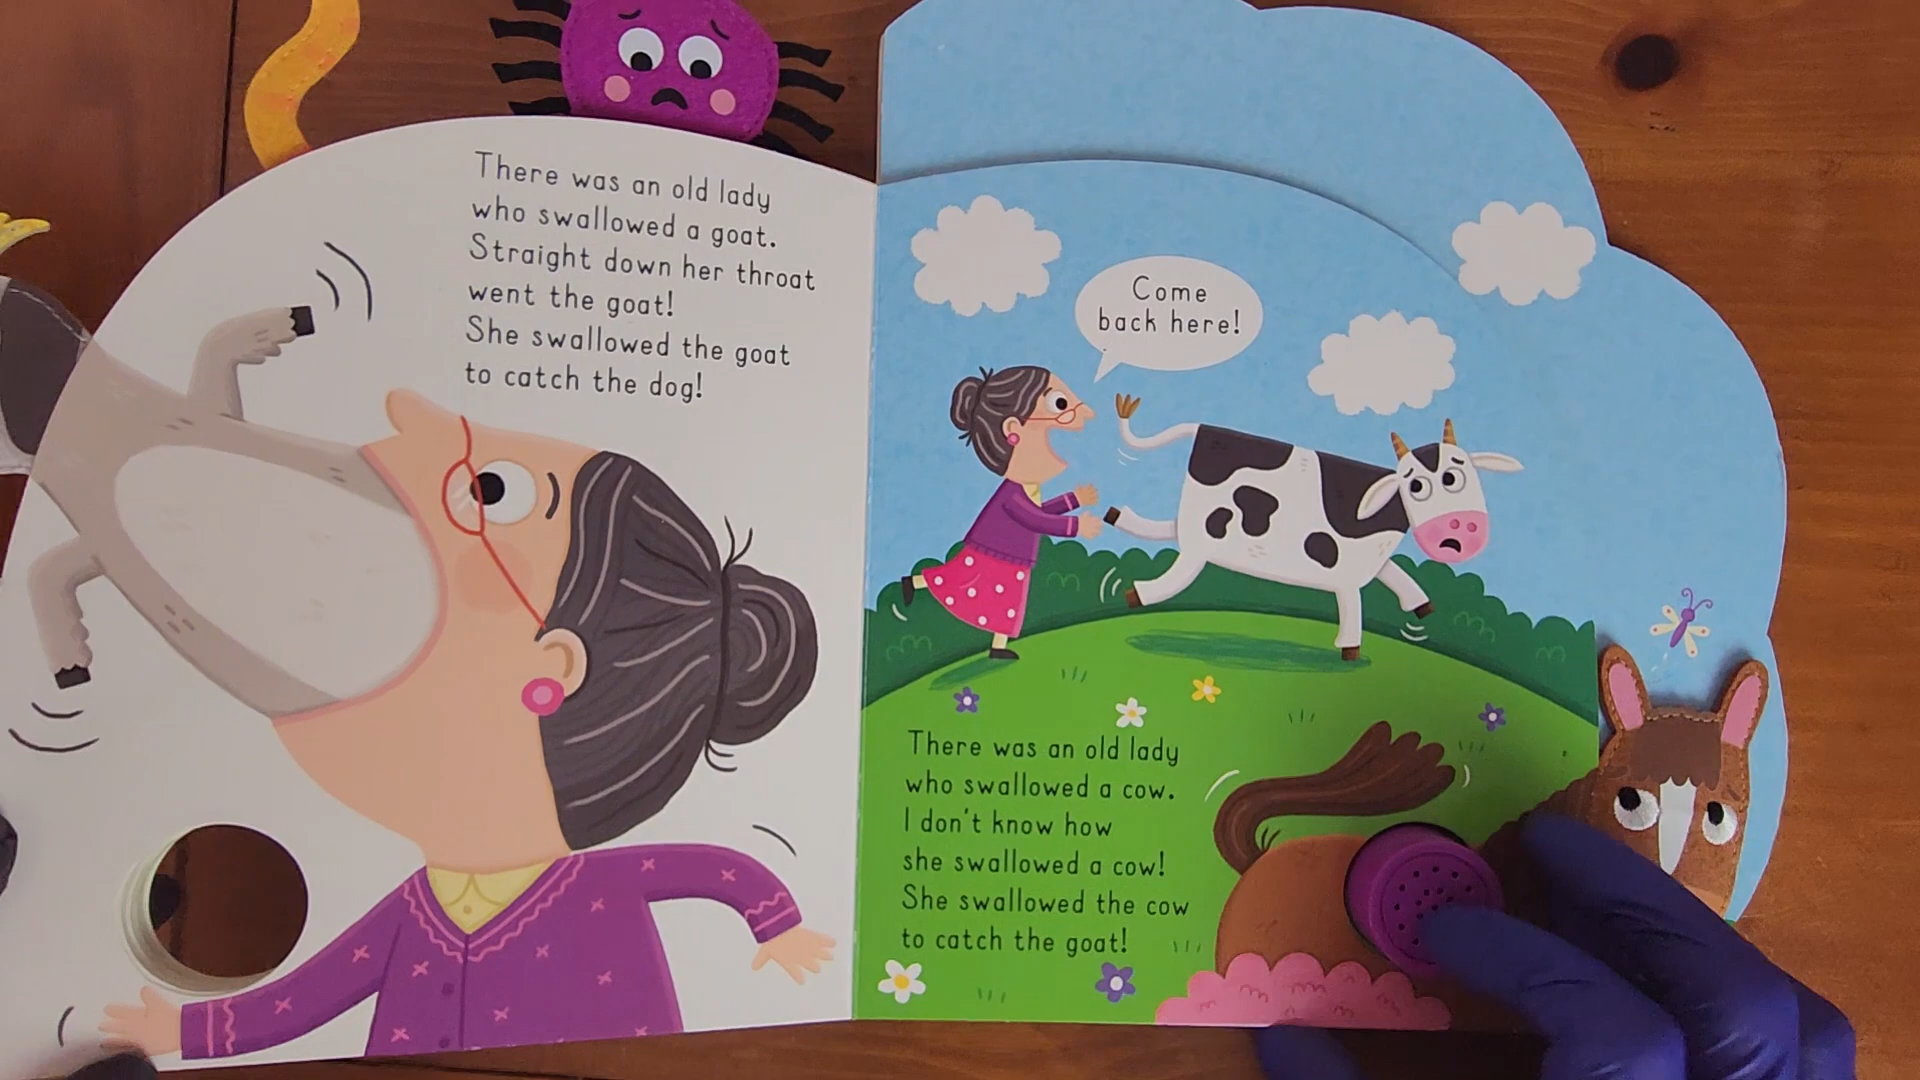 There was an old lady
who swallowed a goat.
Straight down her throat
went the goat!
She swallowed the goat
to catch the dog!
Come
back here!
There was an old lady
who swallowed a cow.
I don't know how
she swallowed a cow!
She swallowed the cow
to catch the goat!